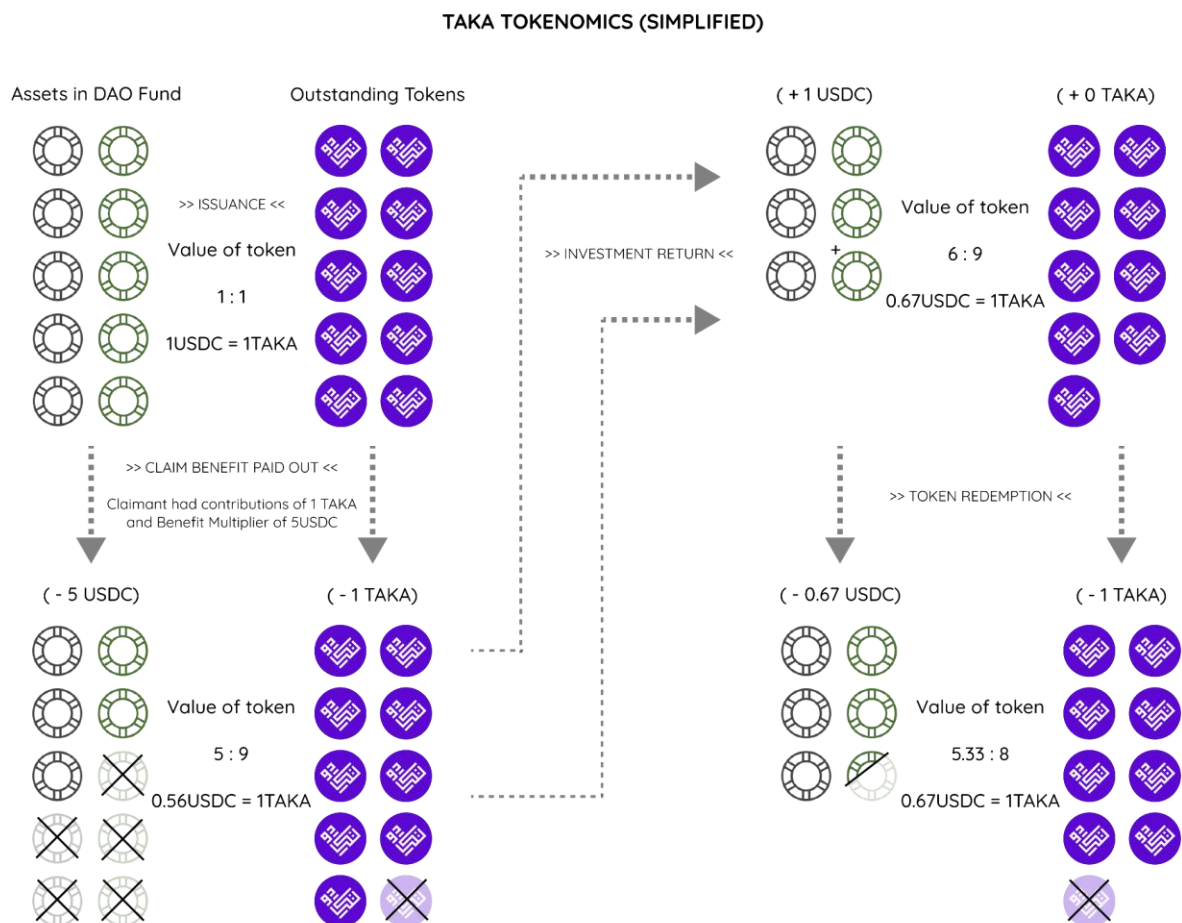 TAKA TOKENOMICS (SIMPLIFIED)
Assets in DAO Fund
Outstanding Tokens
>> ISSUANCE <<
Value of token
1 : 1
1USDC = 1TAKA
>> CLAIM BENEFIT PAID OUT <<
Claimant had contributions of 1 TAKA
and Benefit Multiplier of 5USDC
( - 5 USDC)
( - 1 TAKA)
Value of token
5 : 9
0.56USDC = 1TAKA
>> INVESTMENT RETURN <<
( + 1 USDC)
( + 0 TAKA)
+
Value of token
6 : 9
0.67USDC = 1TAKA
>> TOKEN REDEMPTION <<
( - 0.67 USDC)
( - 1 TAKA)
Value of token
5.33 : 8
0.67USDC = 1TAKA